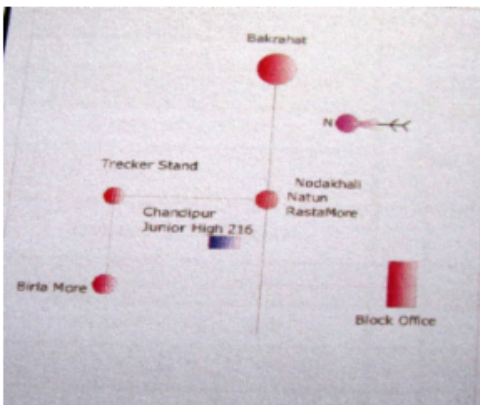 Bakrahat
N
Trecker Stand
Nodakhali
Natun
RastaMore
Chandipur
Junior High 216
Birla More
Block Office